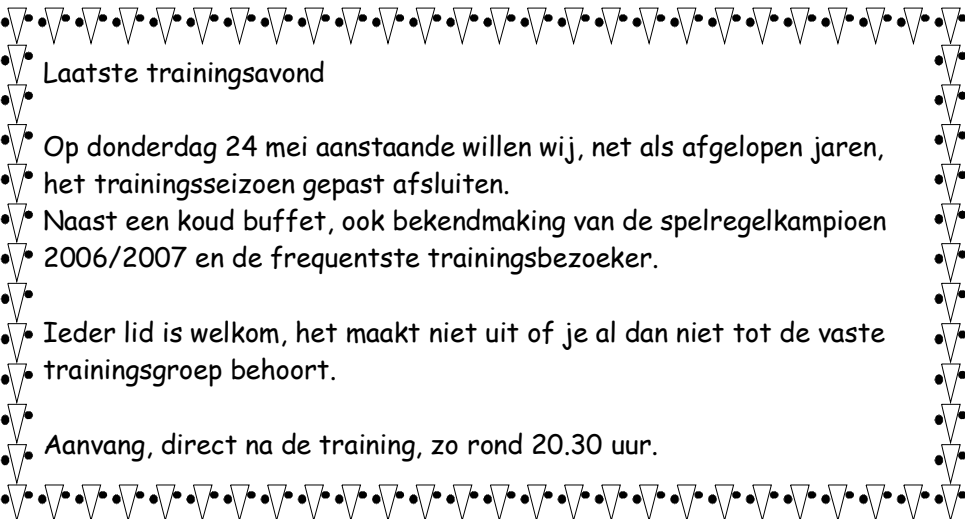 Laatste trainingsavond
Op donderdag 24 mei aanstaande willen wij, net als afgelopen jaren,
het trainingsseizoen gepast afsluiten.
Naast een koud buffet, ook bekendmaking van de spelregelkampioen
2006/2007 en de frequentste trainingsbezoeker.
Ieder lid is welkom, het maakt niet uit of je al dan niet tot de vaste
trainingsgroep behoort.
Aanvang, direct na de training, zo rond 20.30 uur.